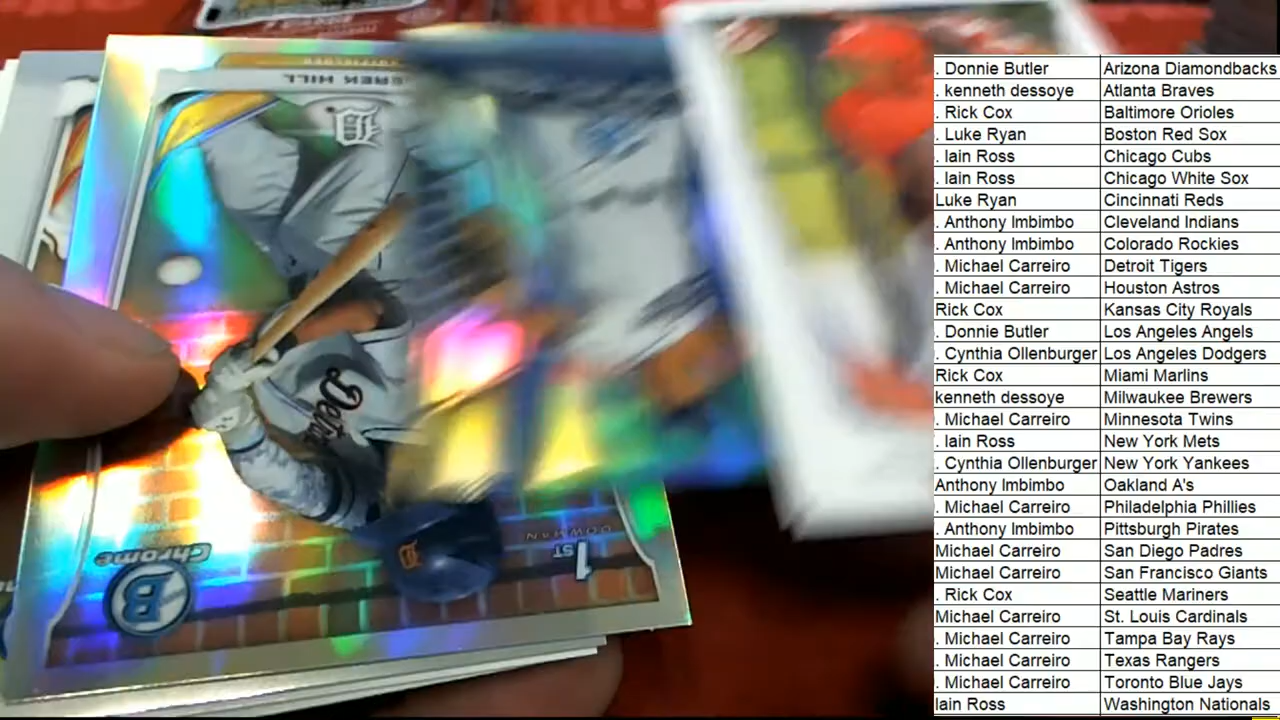 EREK HILL
OUTFIELDER
Detroit
BOWMAN
1ST
Chrome
B
. Donnie Butler Arizona Diamondbacks
. kenneth dessoye Atlanta Braves
. Rick Cox Baltimore Orioles
. Luke Ryan Boston Red Sox
. Iain Ross Chicago Cubs
. Iain Ross Chicago White Sox
Luke Ryan Cincinnati Reds
. Anthony Imbimbo Cleveland Indians
. Anthony Imbimbo Colorado Rockies
. Michael Carreiro Detroit Tigers
. Michael Carreiro Houston Astros
Rick Cox Kansas City Royals
. Donnie Butler Los Angeles Angels
. Cynthia Ollenburger Los Angeles Dodgers
Rick Cox Miami Marlins
kenneth dessoye Milwaukee Brewers
. Michael Carreiro Minnesota Twins
. Iain Ross New York Mets
. Cynthia Ollenburger New York Yankees
Anthony Imbimbo Oakland A's
. Michael Carreiro Philadelphia Phillies
. Anthony Imbimbo Pittsburgh Pirates
Michael Carreiro San Diego Padres
Michael Carreiro San Francisco Giants
. Rick Cox Seattle Mariners
Michael Carreiro St. Louis Cardinals
. Michael Carreiro Tampa Bay Rays
. Michael Carreiro Texas Rangers
. Michael Carreiro Toronto Blue Jays
Iain Ross Washington Nationals